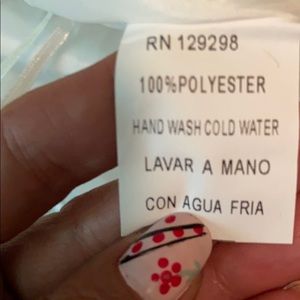 RN 129298
100%POLYESTER
HAND WASH COLD WATER
LAVAR A MANO
CON AGUA FRIA